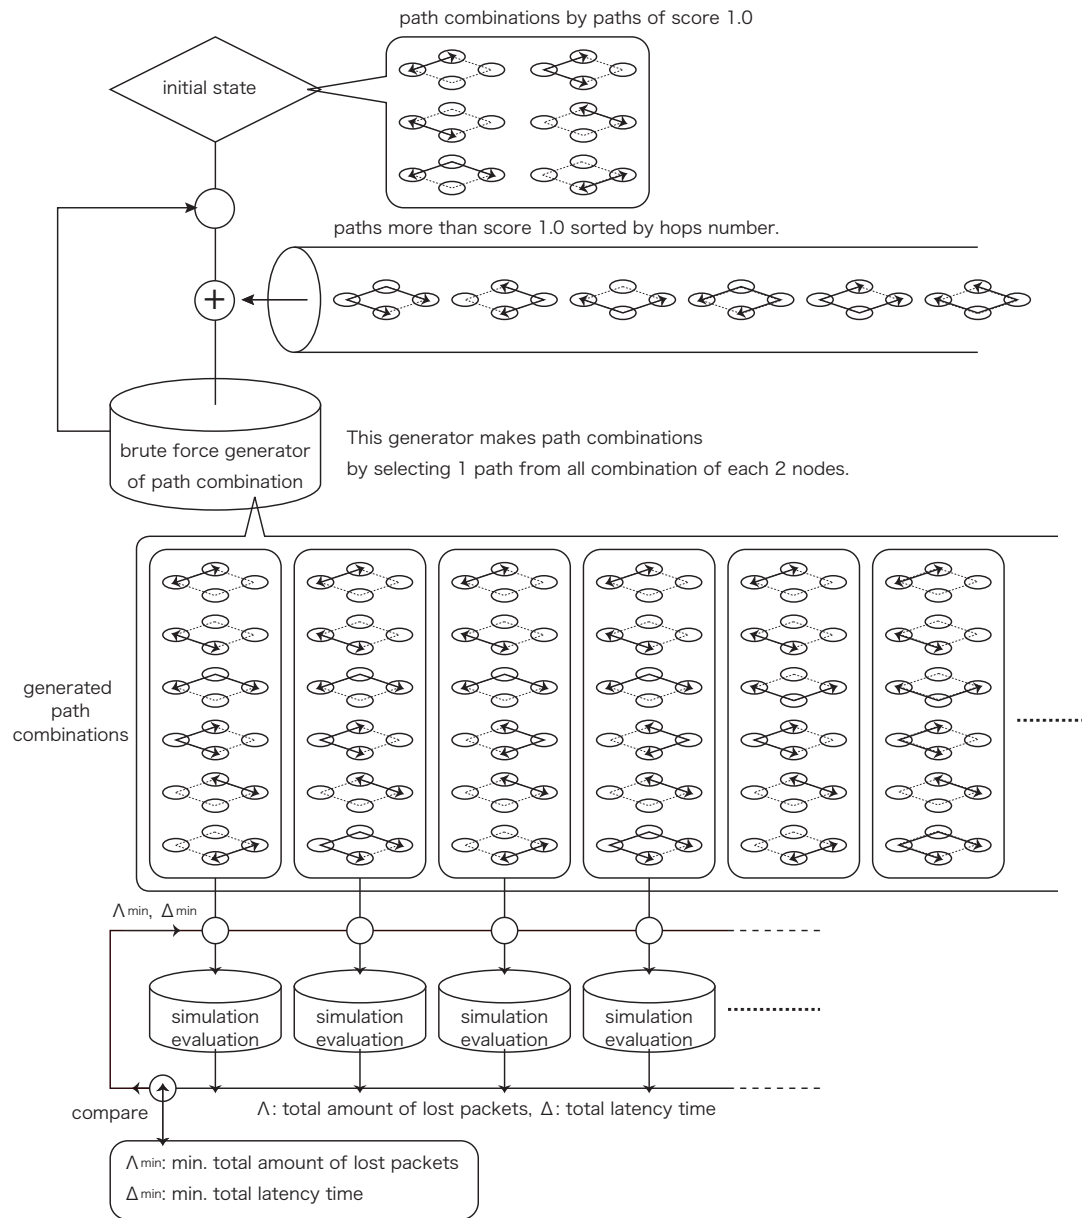 path combinations by paths of score 1.0
initial state
paths more than score 1.0 sorted by hops number.
+
brute force generator
of path combination
This generator makes path combinations
by selecting 1 path from all combination of each 2 nodes.
generated
path
combinations
Λmin, Δmin
simulation
evaluation
simulation
evaluation
simulation
evaluation
simulation
evaluation
compare
Λ: total amount of lost packets, Δ: total latency time
Λmin: min. total amount of lost packets
Δmin: min. total latency time